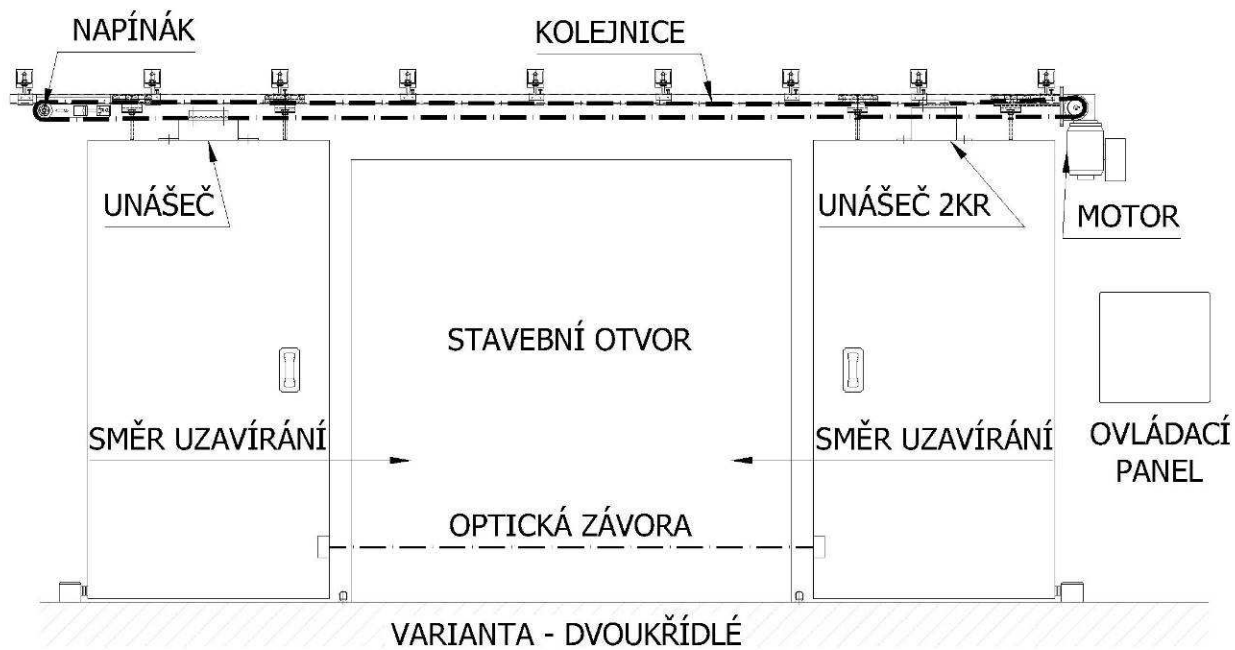 NAPÍNÁK
KOLEJNICE
UNÁŠEČ
UNÁŠEČ 2KR
MOTOR
STAVEBNÍ OTVOR
SMĚR UZAVÍRÁNÍ
SMĚR UZAVÍRÁNÍ
OVLÁDACÍ
PANEL
OPTICKÁ ZÁVORA
VARIANTA - DVOUKŘÍDLÉ